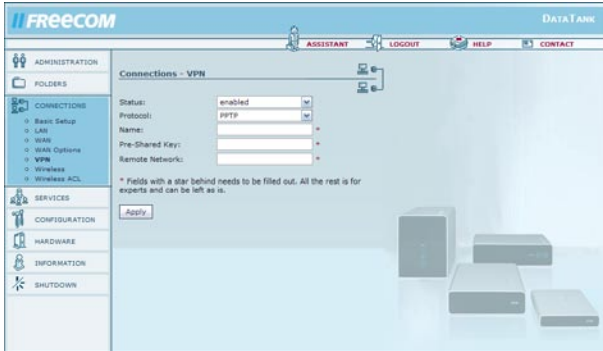 FREECOM
DATATANK
ASSISTANT
LOGOUT
HELP
CONTACT
ADMINISTRATION
FOLDERS
CONNECTIONS
Basic Setup
LAN
WAN
WAN Options
VPN
Wireless
Wireless ACL
SERVICES
CONFIGURATION
HARDWARE
INFORMATION
SHUTDOWN
Connections - VPN
Status: enabled
Protocol: PPTP
Name: *
Pre-Shared Key: *
Remote Network: *
* Fields with a star behind needs to be filled out. All the rest is for
experts and can be left as is.
Apply